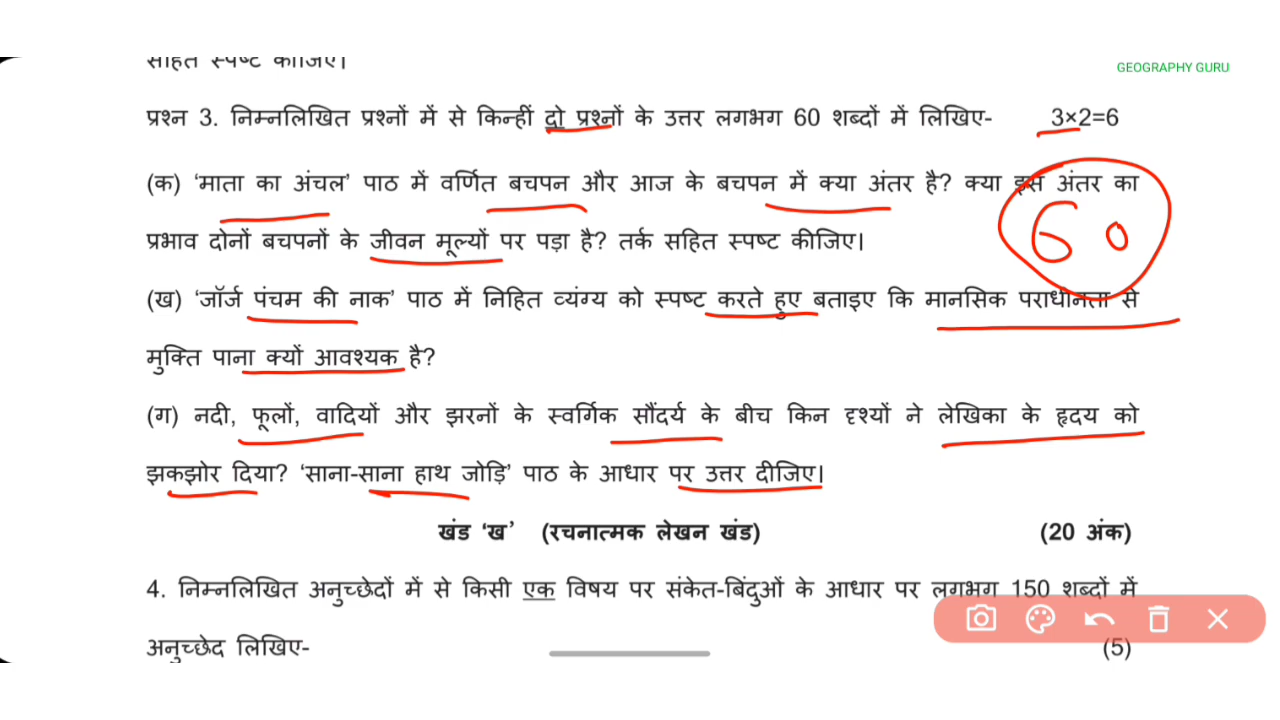 सहित स्पष्ट कीजिए।
GEOGRAPHY GURU
प्रश्न 3. निम्नलिखित प्रश्नों में से किन्हीं दो प्रश्नों के उत्तर लगभग 60 शब्दों में लिखिए- 3×2=6
(क) ‘माता का अंचल’ पाठ में वर्णित बचपन और आज के बचपन में क्या अंतर है? क्या इस अंतर का
प्रभाव दोनों बचपनों के जीवन मूल्यों पर पड़ा है? तर्क सहित स्पष्ट कीजिए।
60
(ख) ‘जॉर्ज पंचम की नाक’ पाठ में निहित व्यंग्य को स्पष्ट करते हुए बताइए कि मानसिक पराधीनता से
मुक्ति पाना क्यों आवश्यक है?
(ग) नदी, फूलों, वादियों और झरनों के स्वर्गिक सौंदर्य के बीच किन दृश्यों ने लेखिका के हृदय को
झकझोर दिया? ‘साना-साना हाथ जोड़ि’ पाठ के आधार पर उत्तर दीजिए।
खंड ‘ख’ (रचनात्मक लेखन खंड) (20 अंक)
4. निम्नलिखित अनुच्छेदों में से किसी एक विषय पर संकेत-बिंदुओं के आधार पर लगभग 150 शब्दों में
अनुच्छेद लिखिए- (5)